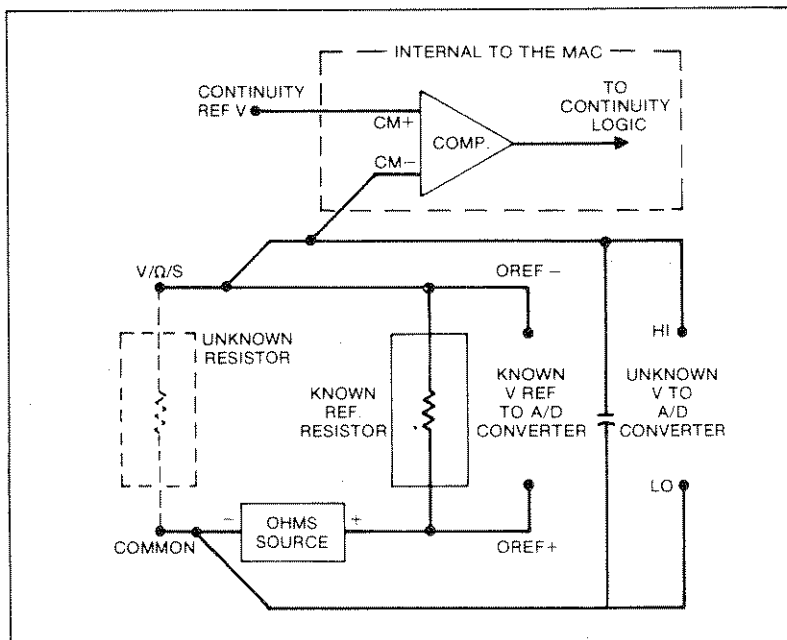 INTERNAL TO THE MAC
CONTINUITY
REF V
CM+
CM−
COMP.
TO
CONTINUITY
LOGIC
V/Ω/S
OREF −
UNKNOWN
RESISTOR
KNOWN
REF.
RESISTOR
KNOWN
V REF
TO A/D
CONVERTER
HI
UNKNOWN
V TO
A/D
CONVERTER
LO
−
OHMS
SOURCE
+
COMMON
OREF+